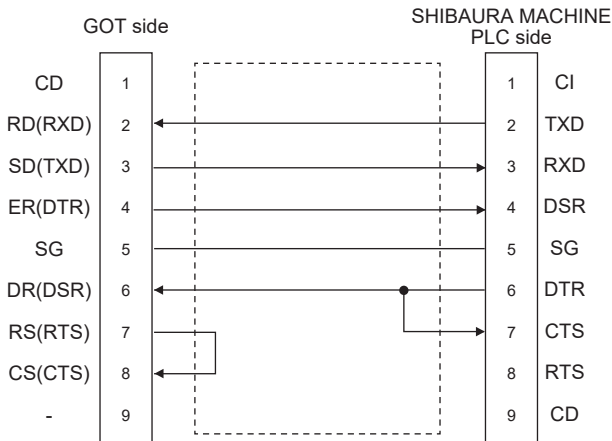 GOT side
SHIBAURA MACHINE
PLC side
CD 1 1 CI
RD(RXD) 2 2 TXD
SD(TXD) 3 3 RXD
ER(DTR) 4 4 DSR
SG 5 5 SG
DR(DSR) 6 6 DTR
RS(RTS) 7 7 CTS
CS(CTS) 8 8 RTS
- 9 9 CD